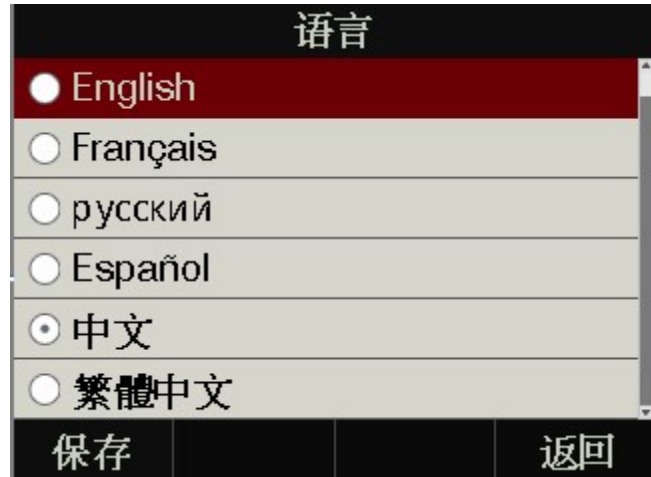 语言
English
Français
русский
Español
中文
繁體中文
保存 返回